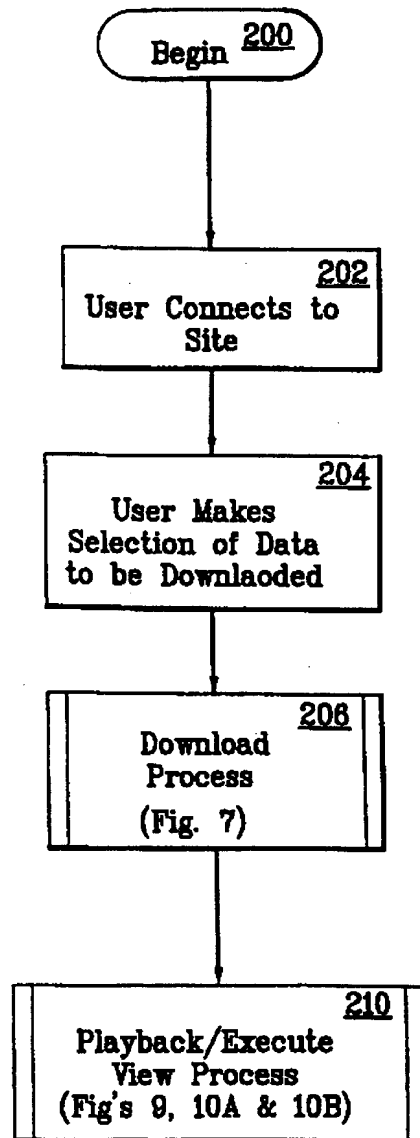 Begin 200
202
User Connects to
Site
204
User Makes
Selection of Data
to be Downlaoded
206
Download
Process
(Fig. 7)
210
Playback/Execute
View Process
(Fig's 9, 10A & 10B)